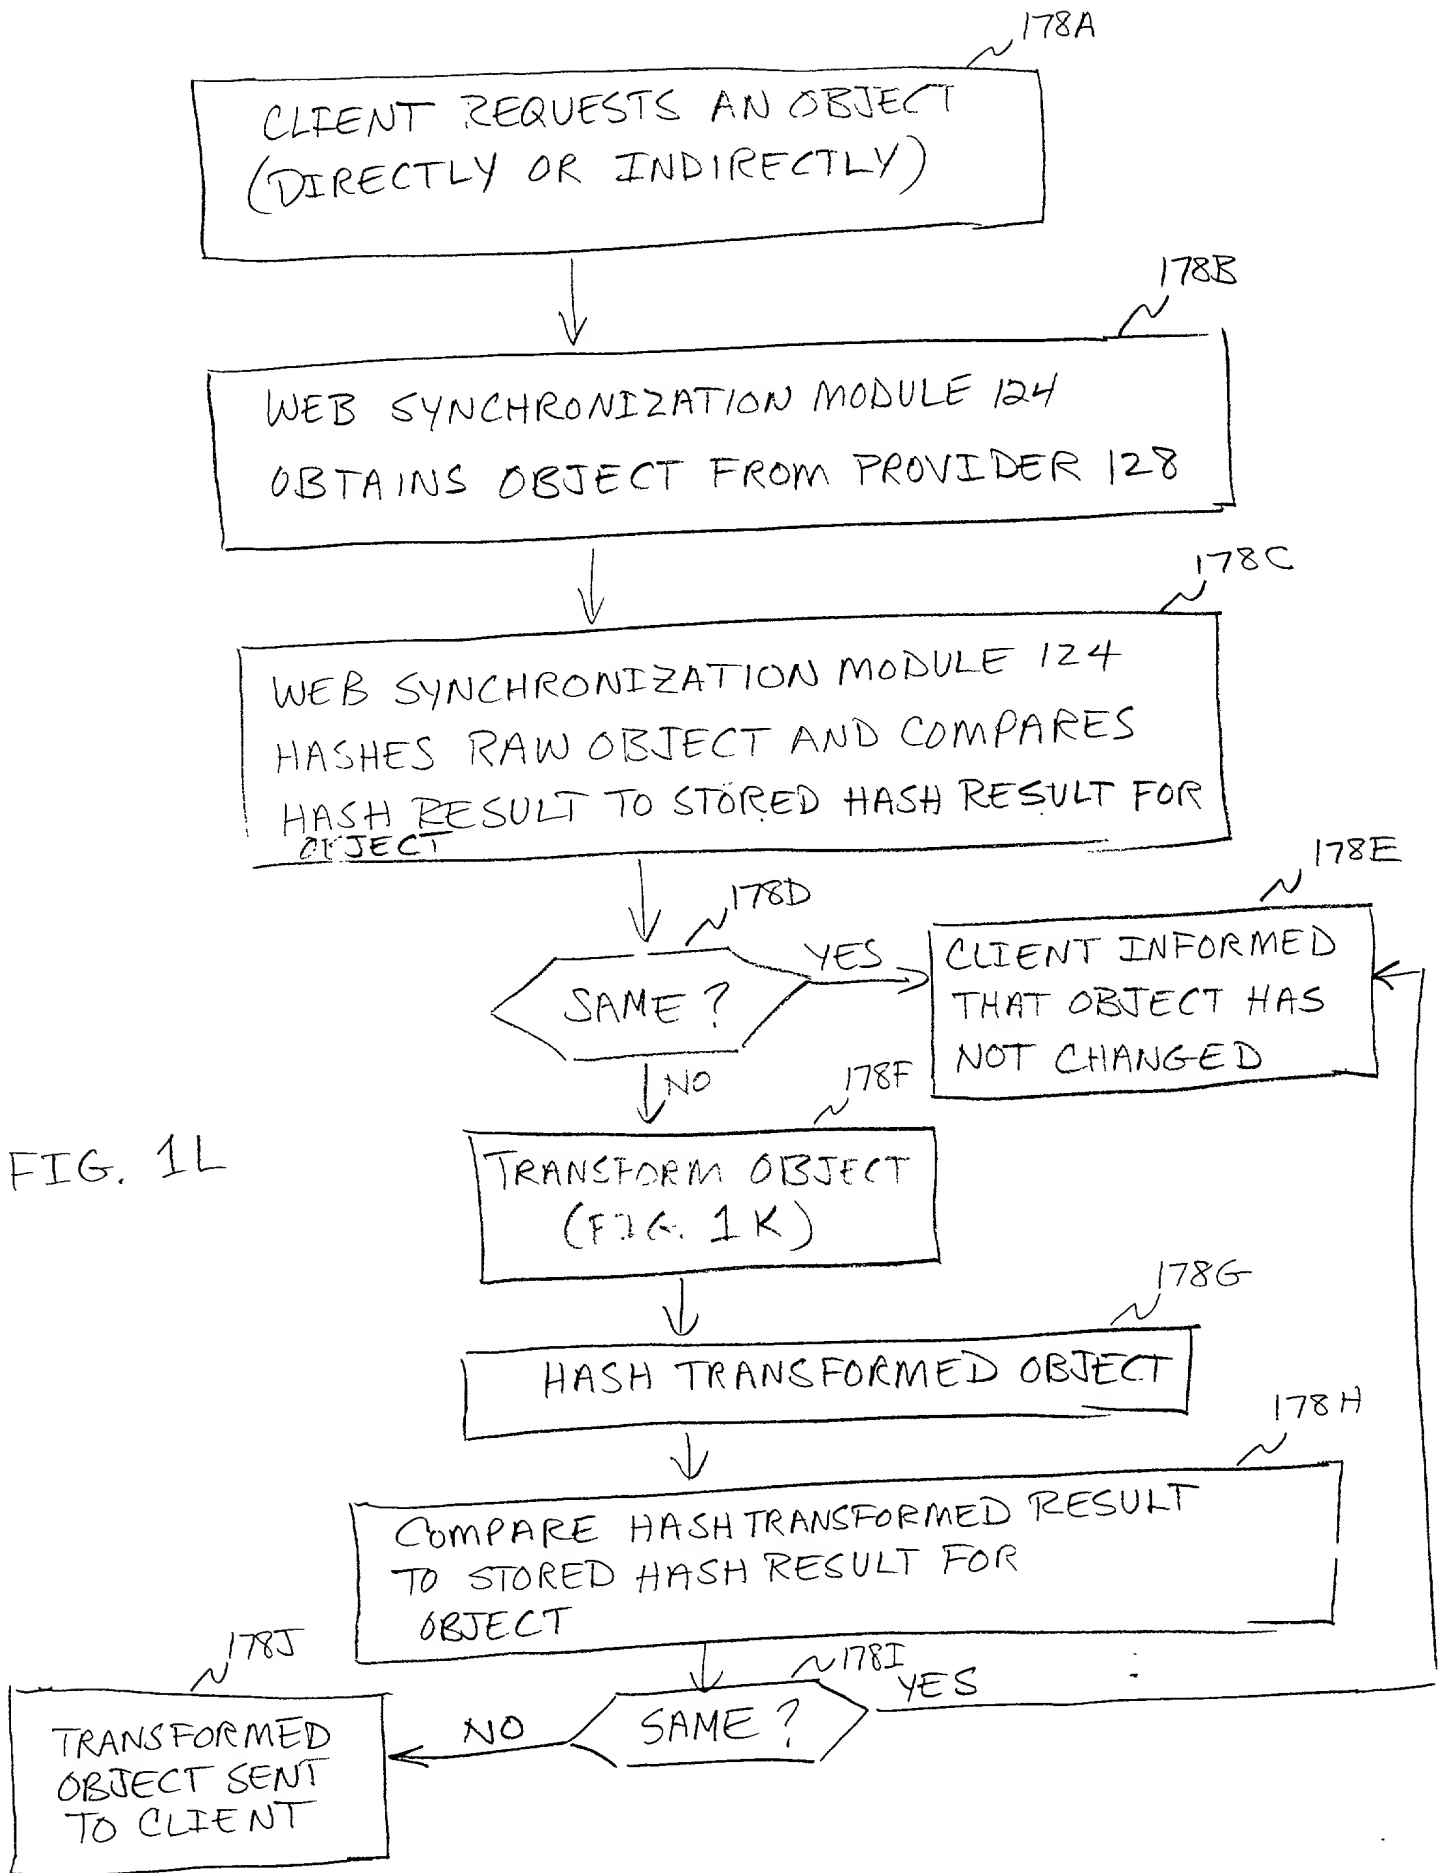 178A
CLIENT REQUESTS AN OBJECT
(DIRECTLY OR INDIRECTLY)
178B
WEB SYNCHRONIZATION MODULE 124
OBTAINS OBJECT FROM PROVIDER 128
178C
WEB SYNCHRONIZATION MODULE 124
HASHES RAW OBJECT AND COMPARES
HASH RESULT TO STORED HASH RESULT FOR
OBJECT
178D
SAME?
YES
178E
CLIENT INFORMED
THAT OBJECT HAS
NOT CHANGED
NO
178F
TRANSFORM OBJECT
(FIG. 1K)
FIG. 1L
178G
HASH TRANSFORMED OBJECT
178H
COMPARE HASH TRANSFORMED RESULT
TO STORED HASH RESULT FOR
OBJECT
178I
SAME?
YES
NO
178J
TRANSFORMED
OBJECT SENT
TO CLIENT